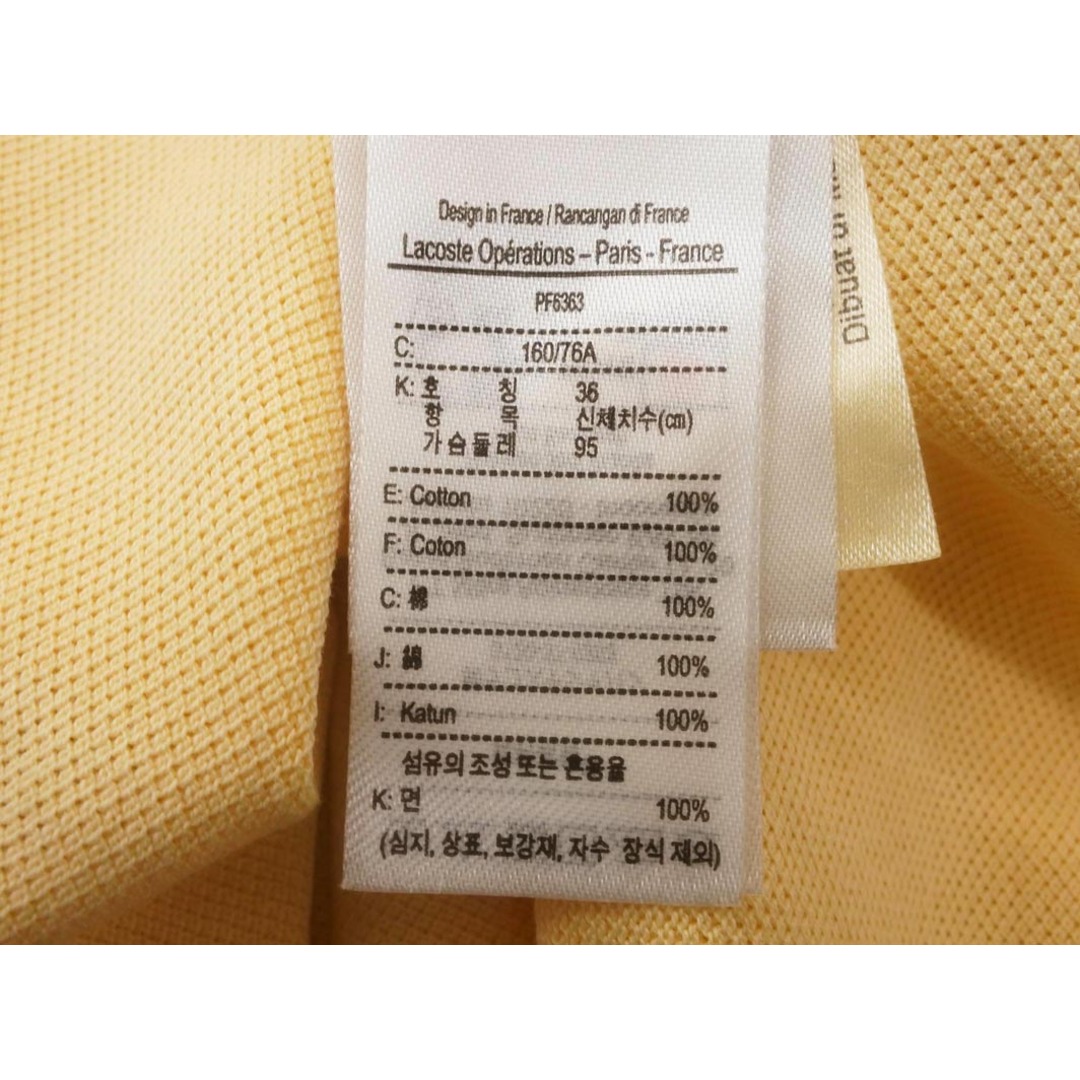 Design in France / Rancangan di France
Lacoste Opérations – Paris - France
PF6363
C: 160/76A
K: 호 칭 36
항 목 신체치수(㎝)
가슴둘레 95
E: Cotton 100%
F: Coton 100%
C: 棉 100%
J: 綿 100%
I: Katun 100%
섬유의 조성 또는 혼용율
K: 면 100%
(심지, 상표, 보강재, 자수 장식 제외)
Dibuat di